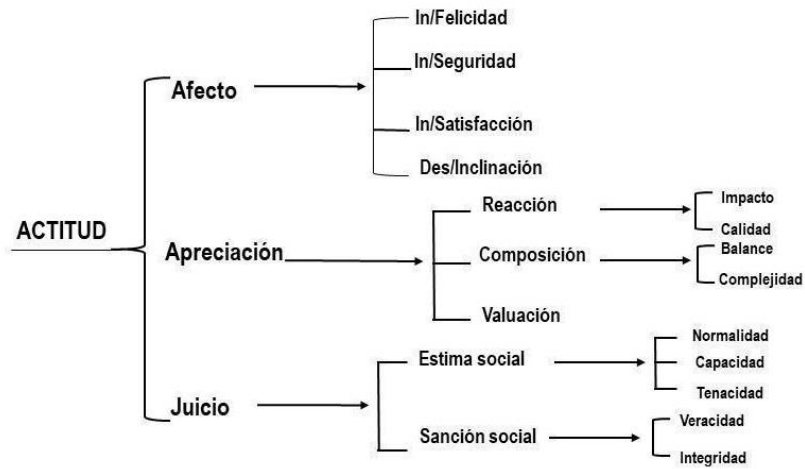 ACTITUD
Afecto
In/Felicidad
In/Seguridad
In/Satisfacción
Des/Inclinación
Apreciación
Reacción
Impacto
Calidad
Composición
Balance
Complejidad
Valuación
Juicio
Estima social
Normalidad
Capacidad
Tenacidad
Sanción social
Veracidad
Integridad